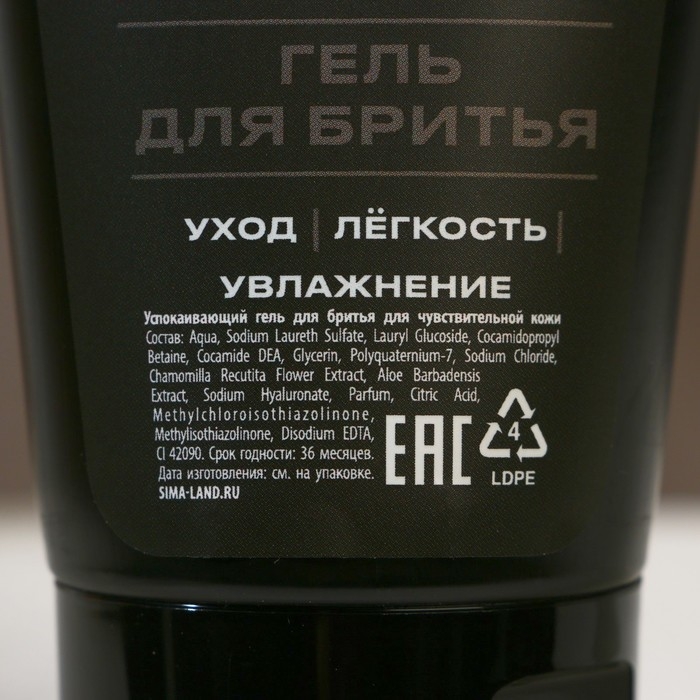 ГЕЛЬ
ДЛЯ БРИТЬЯ
УХОД | ЛЁГКОСТЬ |
УВЛАЖНЕНИЕ
Успокаивающий гель для бритья для чувствительной кожи
Состав: Aqua, Sodium Laureth Sulfate, Lauryl Glucoside, Cocamidopropyl
Betaine, Cocamide DEA, Glycerin, Polyquaternium-7, Sodium Chloride,
Chamomilla Recutita Flower Extract, Aloe Barbadensis
Extract, Sodium Hyaluronate, Parfum, Citric Acid,
Methylchloroisothiazolinone,
Methylisothiazolinone, Disodium EDTA,
CI 42090. Срок годности: 36 месяцев.
Дата изготовления: см. на упаковке.
SIMA-LAND.RU
EAC
4
LDPE